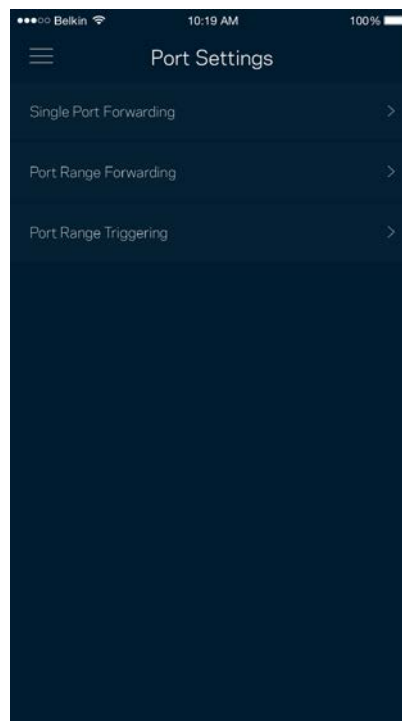 Belkin 10:19 AM 100%
Port Settings
Single Port Forwarding
Port Range Forwarding
Port Range Triggering